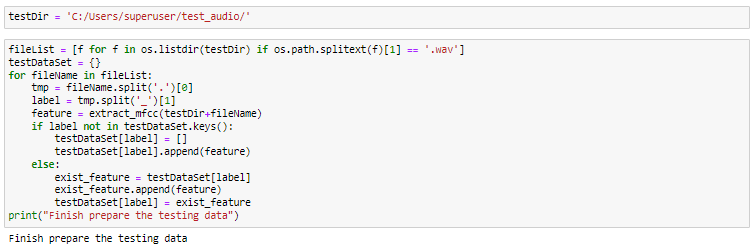 testDir = 'C:/Users/superuser/test_audio/'
fileList = [f for f in os.listdir(testDir) if os.path.splitext(f)[1] == '.wav']
testDataSet = {}
for fileName in fileList:
    tmp = fileName.split('.')[0]
    label = tmp.split('_')[1]
    feature = extract_mfcc(testDir+fileName)
    if label not in testDataSet.keys():
        testDataSet[label] = []
        testDataSet[label].append(feature)
    else:
        exist_feature = testDataSet[label]
        exist_feature.append(feature)
        testDataSet[label] = exist_feature
print("Finish prepare the testing data")
Finish prepare the testing data